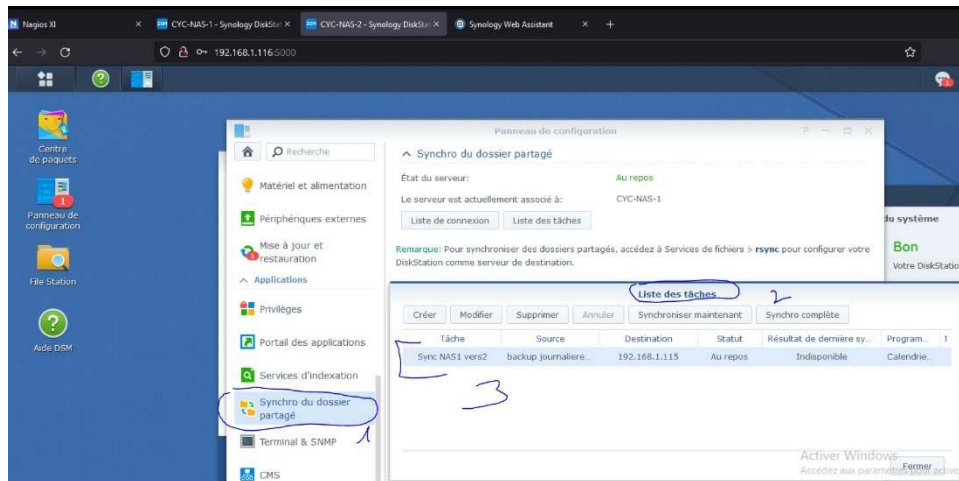 Nagios XI
CYC-NAS-1 - Synology DiskStat
CYC-NAS-2 - Synology DiskStat
Synology Web Assistant
192.168.1.116:5000
Centre
de paquets
Panneau de
configuration
File Station
Aide DSM
Panneau de configuration
Recherche
Matériel et alimentation
Périphériques externes
Mise à jour et
restauration
Applications
Privilèges
Portail des applications
Services d'indexation
Synchro du dossier
partagé
1
Terminal & SNMP
CMS
Synchro du dossier partagé
État du serveur: Au repos
Le serveur est actuellement associé à: CYC-NAS-1
Liste de connexion Liste des tâches
Remarque: Pour synchroniser des dossiers partagés, accédez à Services de fichiers > rsync pour configurer votre
DiskStation comme serveur de destination.
du système
Bon
Votre DiskStatio
Liste des tâches
2
Créer Modifier Supprimer Annuler Synchroniser maintenant Synchro complète
Tâche Source Destination Statut Résultat de dernière sy... Program...
Sync NAS1 vers2 backup journaliere... 192.168.1.115 Au repos Indisponible Calendrie...
3
Activer Windows
Accédez aux paramètres pour active
Fermer